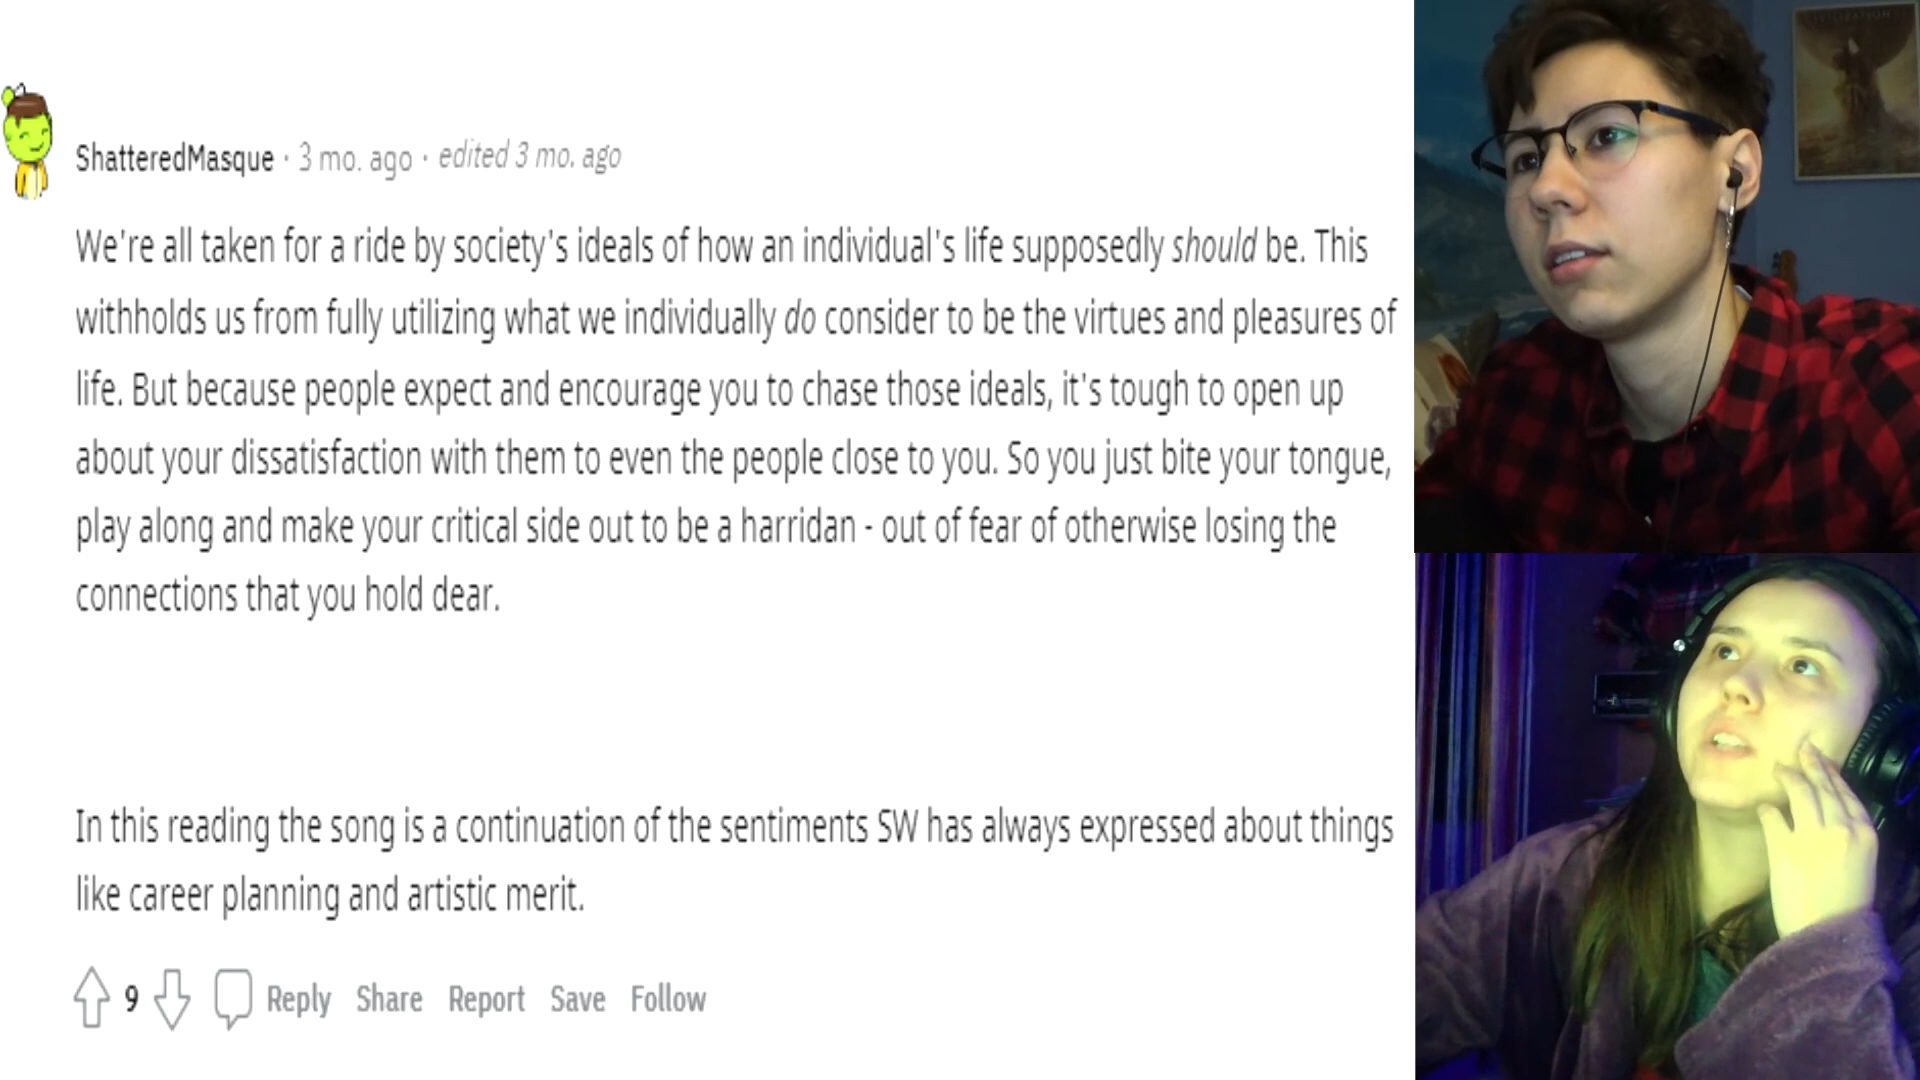 ShatteredMasque · 3 mo. ago · edited 3 mo. ago
We're all taken for a ride by society's ideals of how an individual's life supposedly should be. This
withholds us from fully utilizing what we individually do consider to be the virtues and pleasures of
life. But because people expect and encourage you to chase those ideals, it's tough to open up
about your dissatisfaction with them to even the people close to you. So you just bite your tongue,
play along and make your critical side out to be a harridan - out of fear of otherwise losing the
connections that you hold dear.
In this reading the song is a continuation of the sentiments SW has always expressed about things
like career planning and artistic merit.
9 Reply Share Report Save Follow
CIVILIZATION